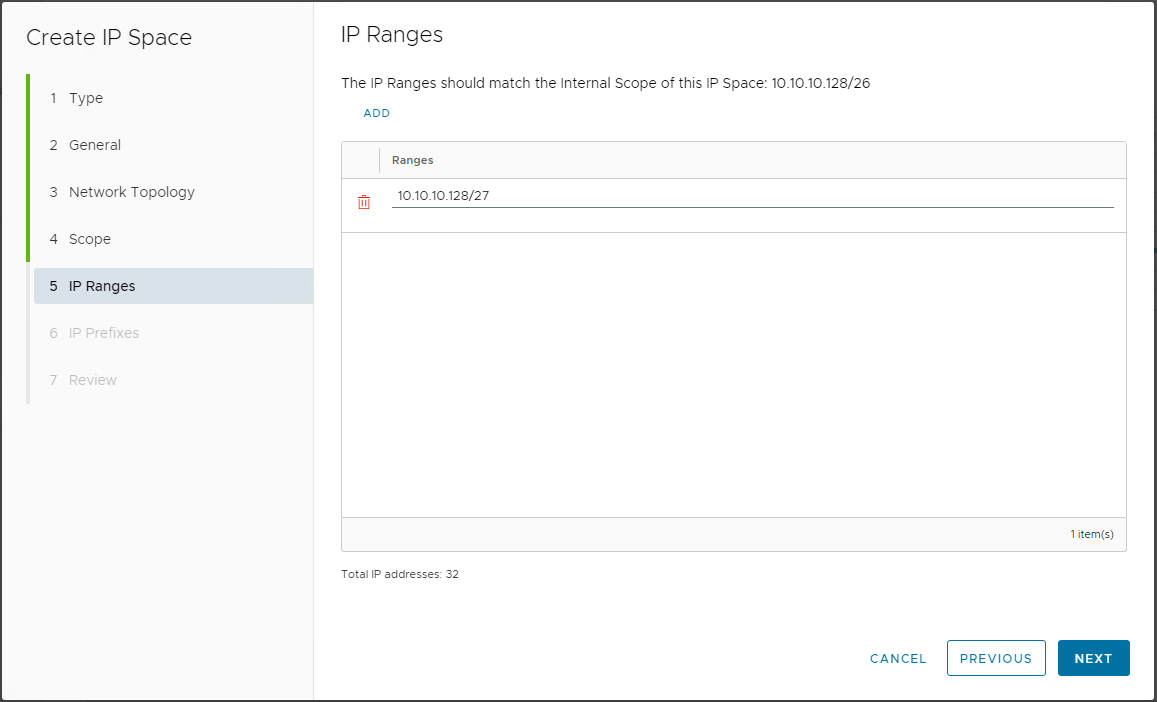 Create IP Space
1 Type
2 General
3 Network Topology
4 Scope
5 IP Ranges
6 IP Prefixes
7 Review
IP Ranges
The IP Ranges should match the Internal Scope of this IP Space: 10.10.10.128/26
ADD
Ranges
10.10.10.128/27
1 item(s)
Total IP addresses: 32
CANCEL PREVIOUS NEXT